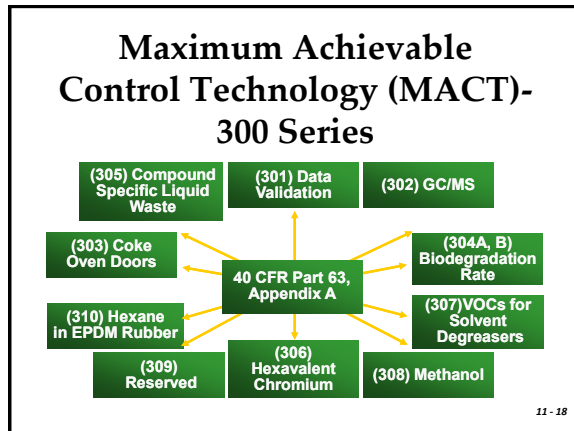 Maximum Achievable
Control Technology (MACT)-
300 Series
(305) Compound
Specific Liquid
Waste
(301) Data
Validation
(302) GC/MS
(303) Coke
Oven Doors
40 CFR Part 63,
Appendix A
(304A, B)
Biodegradation
Rate
(310) Hexane
in EPDM Rubber
(307)VOCs for
Solvent
Degreasers
(309)
Reserved
(306)
Hexavalent
Chromium
(308) Methanol
11 - 18